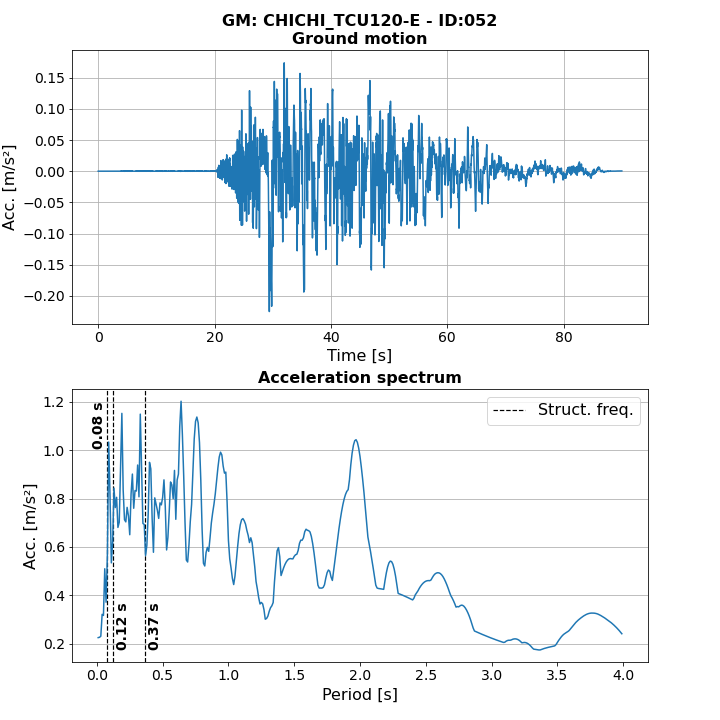 GM: CHICHI_TCU120-E - ID:052
Ground motion
0.15
0.10
0.05
0.00
−0.05
−0.10
−0.15
−0.20
Acc. [m/s²]
0 20 40 60 80
Time [s]
Acceleration spectrum
1.2
1.0
0.8
0.6
0.4
0.2
Acc. [m/s²]
Struct. freq.
0.08 s
0.12 s
0.37 s
0.0 0.5 1.0 1.5 2.0 2.5 3.0 3.5 4.0
Period [s]